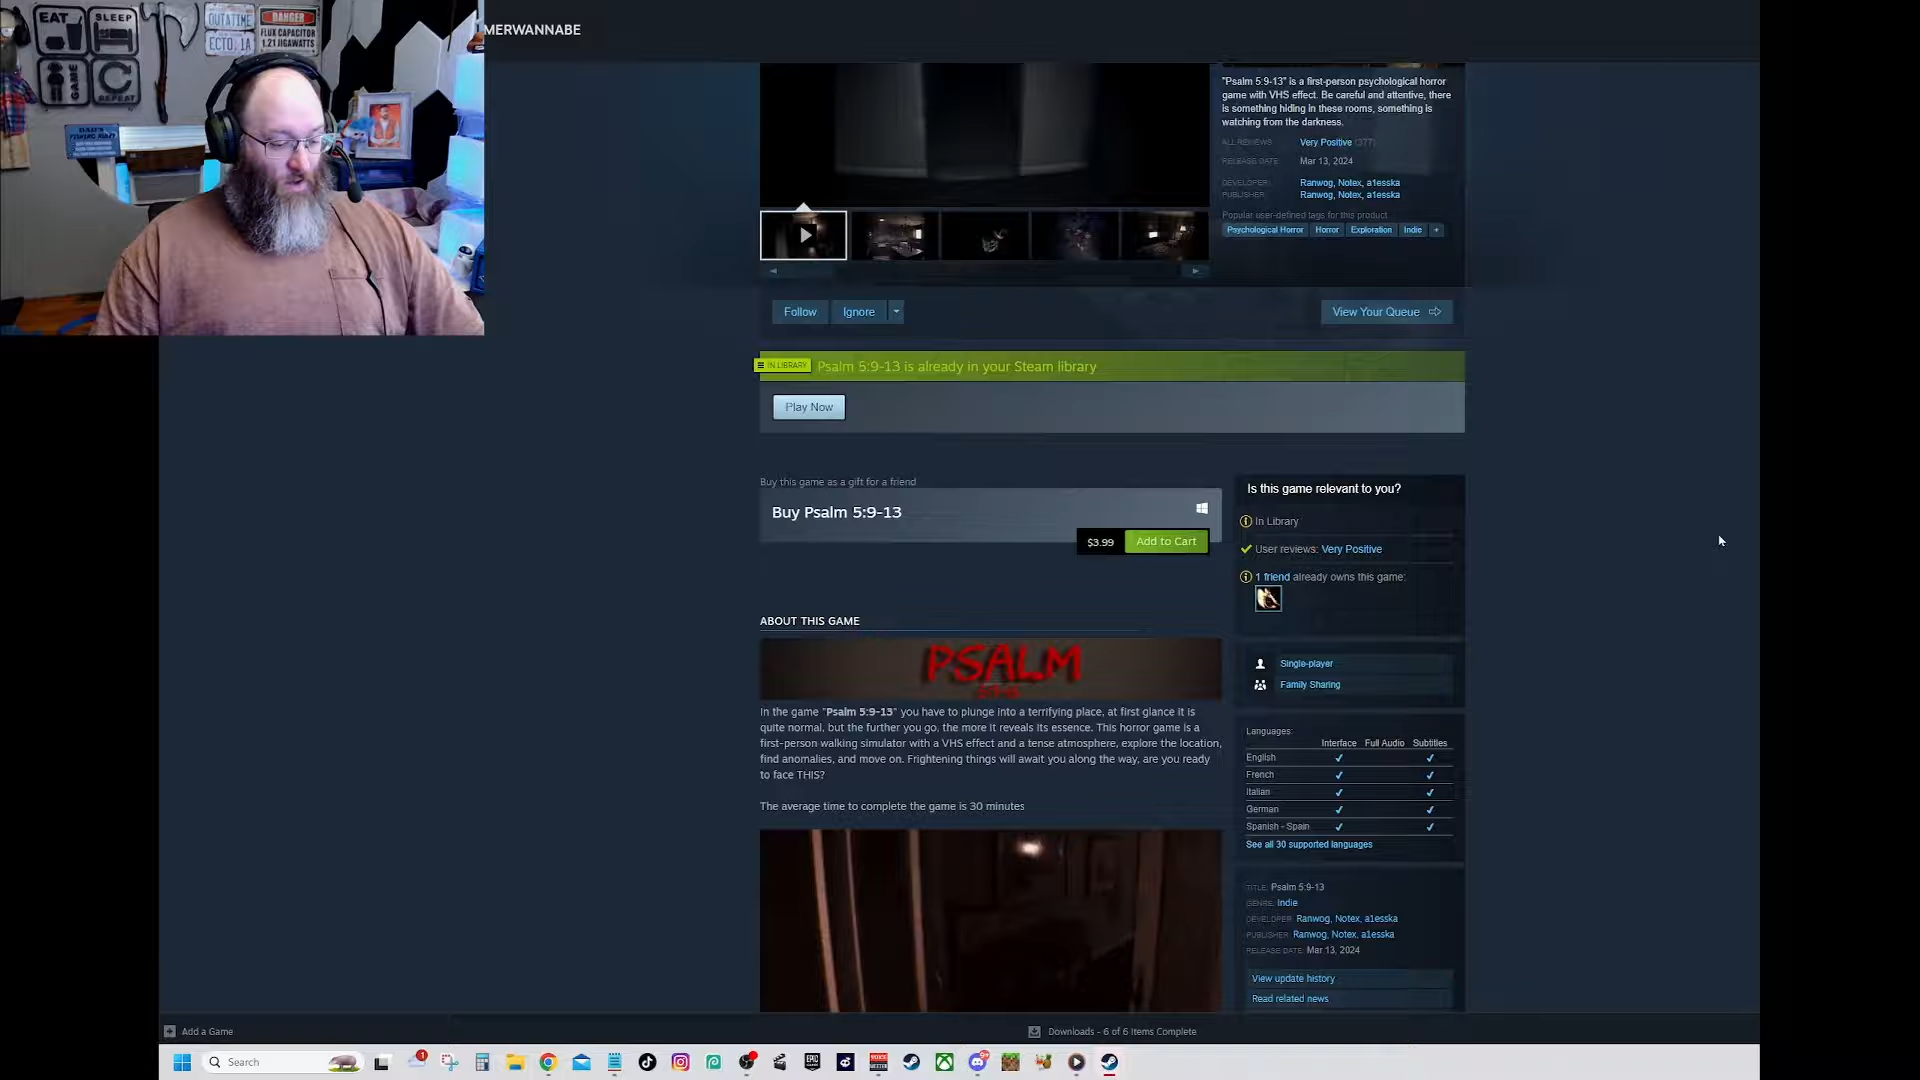 EAT
SLEEP
GAME
REPEAT
OUTATIME
ECTO-1A
DANGER
FLUX CAPACITOR
1.21 JIGAWATTS
MERWANNABE
"Psalm 5:9-13" is a first-person psychological horror
game with VHS effect. Be careful and attentive, there
is something hiding in these rooms, something is
watching from the darkness.
ALL REVIEWS: Very Positive (377)
RELEASE DATE: Mar 13, 2024
DEVELOPER: Ranwog, Notex, a1esska
PUBLISHER: Ranwog, Notex, a1esska
Popular user-defined tags for this product:
Psychological Horror Horror Exploration Indie +
Follow Ignore View Your Queue
IN LIBRARY Psalm 5:9-13 is already in your Steam library
Play Now
Buy this game as a gift for a friend
Buy Psalm 5:9-13
$3.99 Add to Cart
Is this game relevant to you?
In Library
User reviews: Very Positive
1 friend already owns this game:
ABOUT THIS GAME
PSALM
In the game "Psalm 5:9-13" you have to plunge into a terrifying place, at first glance it is
quite normal, but the further you go, the more it reveals its essence. This horror game is a
first-person walking simulator with a VHS effect and a tense atmosphere, explore the location,
find anomalies, and move on. Frightening things will await you along the way, are you ready
to face THIS?
The average time to complete the game is 30 minutes
Single-player
Family Sharing
Languages:
Interface Full Audio Subtitles
English ✓ ✓
French ✓ ✓
Italian ✓ ✓
German ✓ ✓
Spanish - Spain ✓ ✓
See all 30 supported languages
TITLE: Psalm 5:9-13
GENRE: Indie
DEVELOPER: Ranwog, Notex, a1esska
PUBLISHER: Ranwog, Notex, a1esska
RELEASE DATE: Mar 13, 2024
View update history
Read related news
Add a Game
Downloads - 6 of 6 Items Complete
Search
1
9+